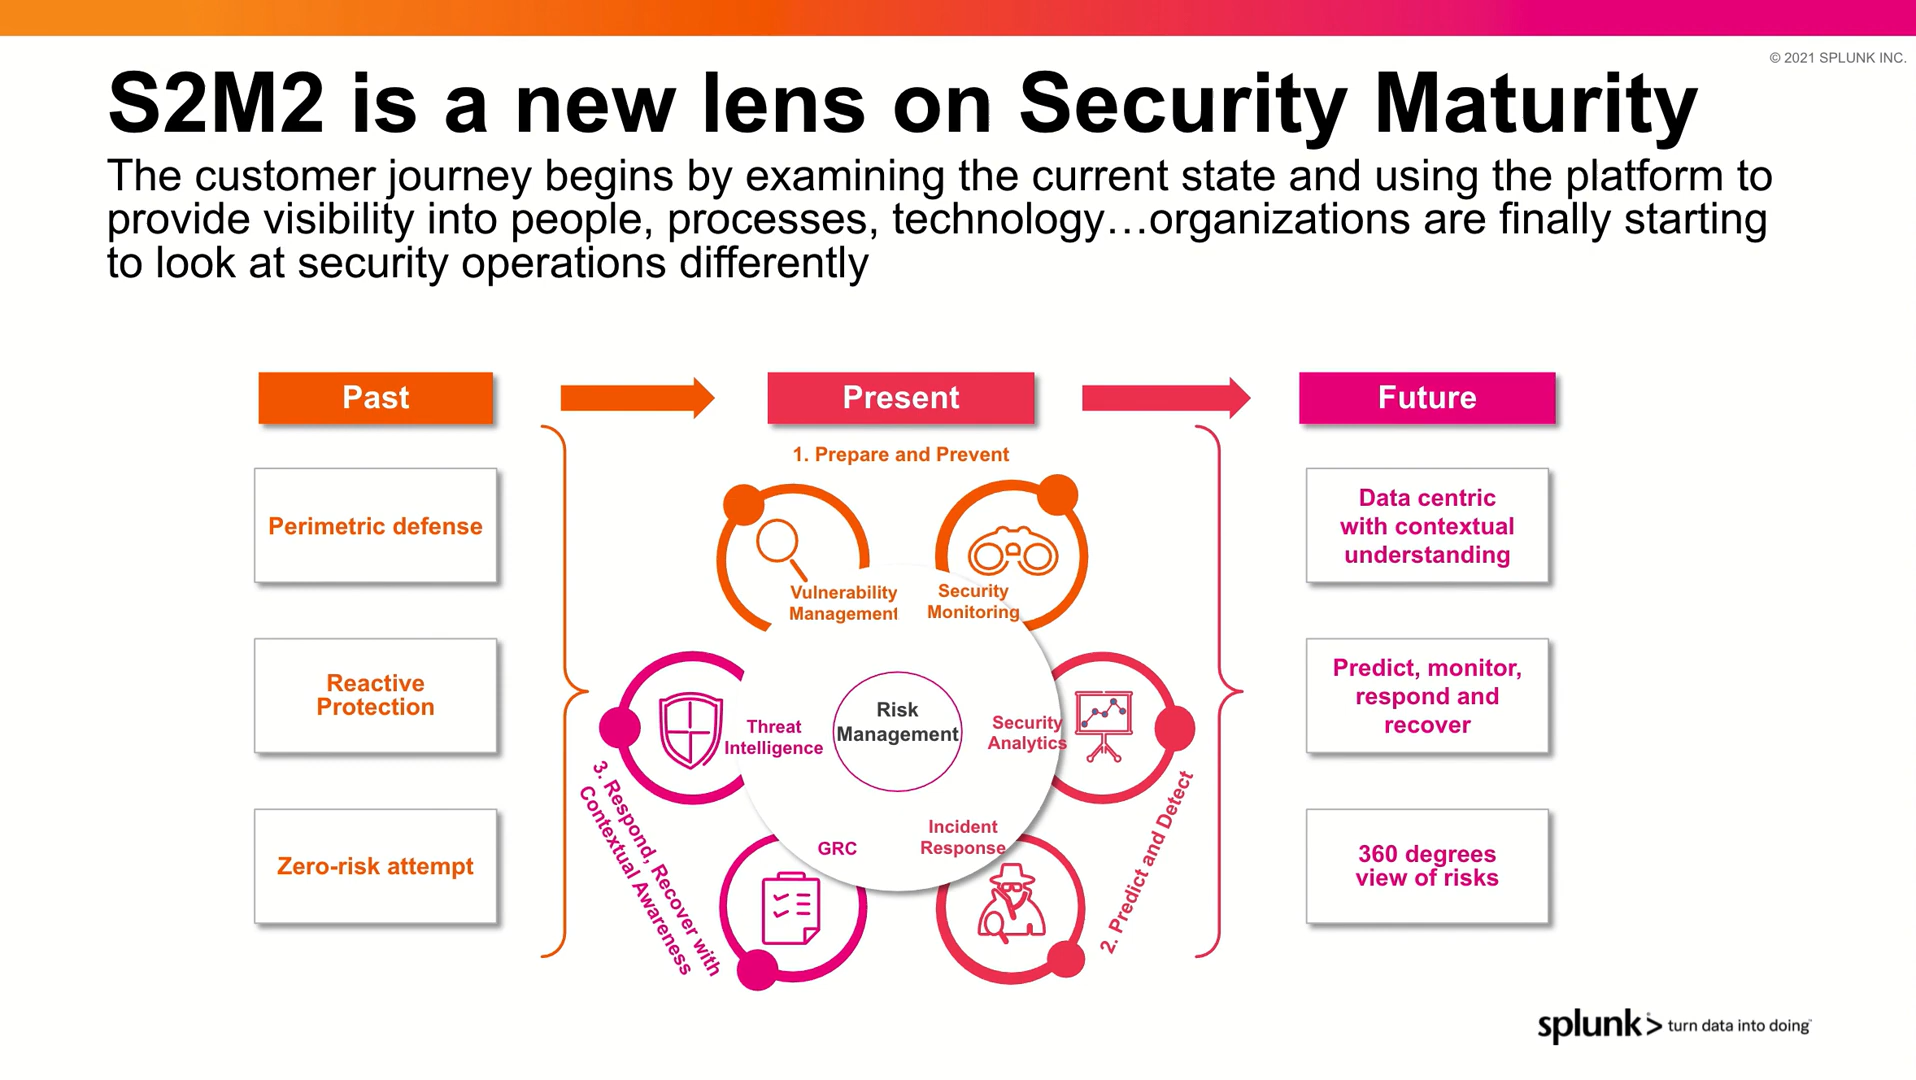 © 2021 SPLUNK INC.
S2M2 is a new lens on Security Maturity
The customer journey begins by examining the current state and using the platform to
provide visibility into people, processes, technology…organizations are finally starting
to look at security operations differently
Past
Present
Future
Perimetric defense
Reactive
Protection
Zero-risk attempt
1. Prepare and Prevent
Vulnerability
Management
Security
Monitoring
Threat
Intelligence
Risk
Management
Security
Analytics
GRC
Incident
Response
2. Predict and Detect
3. Respond, Recover with
Contextual Awareness
Data centric
with contextual
understanding
Predict, monitor,
respond and
recover
360 degrees
view of risks
splunk> turn data into doing™